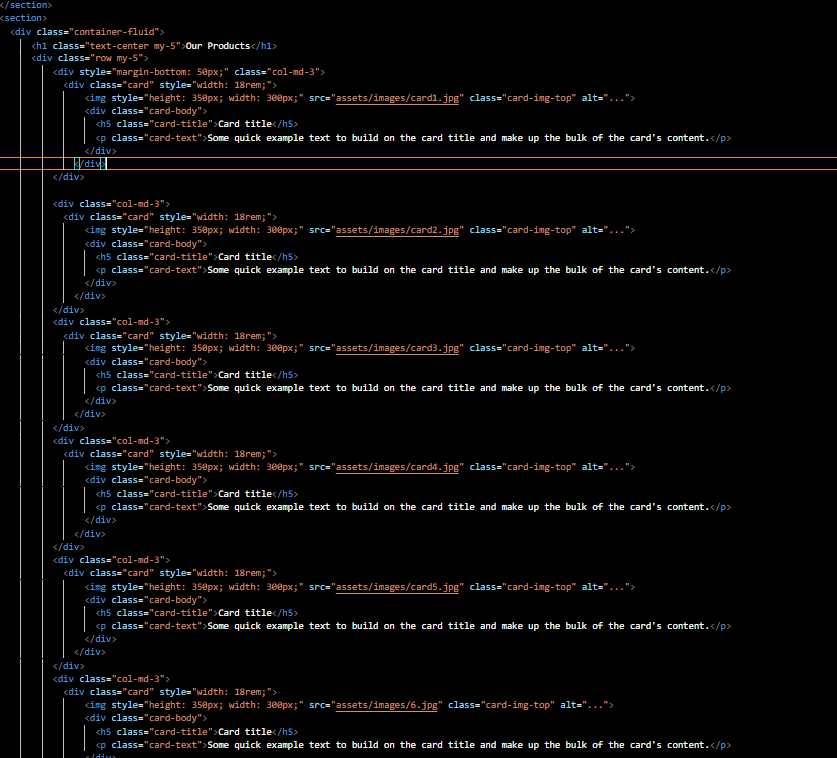 </section>
<section>
<div class="container-fluid">
<h1 class="text-center my-5">Our Products</h1>
<div class="row my-5">
<div style="margin-bottom: 50px;" class="col-md-3">
<div class="card" style="width: 18rem;">
<img style="height: 350px; width: 300px;" src="assets/images/card1.jpg" class="card-img-top" alt="...">
<div class="card-body">
<h5 class="card-title">Card title</h5>
<p class="card-text">Some quick example text to build on the card title and make up the bulk of the card's content.</p>
</div>
</div>
</div>
<div class="col-md-3">
<div class="card" style="width: 18rem;">
<img style="height: 350px; width: 300px;" src="assets/images/card2.jpg" class="card-img-top" alt="...">
<div class="card-body">
<h5 class="card-title">Card title</h5>
<p class="card-text">Some quick example text to build on the card title and make up the bulk of the card's content.</p>
</div>
</div>
</div>
<div class="col-md-3">
<div class="card" style="width: 18rem;">
<img style="height: 350px; width: 300px;" src="assets/images/card3.jpg" class="card-img-top" alt="...">
<div class="card-body">
<h5 class="card-title">Card title</h5>
<p class="card-text">Some quick example text to build on the card title and make up the bulk of the card's content.</p>
</div>
</div>
</div>
<div class="col-md-3">
<div class="card" style="width: 18rem;">
<img style="height: 350px; width: 300px;" src="assets/images/card4.jpg" class="card-img-top" alt="...">
<div class="card-body">
<h5 class="card-title">Card title</h5>
<p class="card-text">Some quick example text to build on the card title and make up the bulk of the card's content.</p>
</div>
</div>
</div>
<div class="col-md-3">
<div class="card" style="width: 18rem;">
<img style="height: 350px; width: 300px;" src="assets/images/card5.jpg" class="card-img-top" alt="...">
<div class="card-body">
<h5 class="card-title">Card title</h5>
<p class="card-text">Some quick example text to build on the card title and make up the bulk of the card's content.</p>
</div>
</div>
</div>
<div class="col-md-3">
<div class="card" style="width: 18rem;">
<img style="height: 350px; width: 300px;" src="assets/images/6.jpg" class="card-img-top" alt="...">
<div class="card-body">
<h5 class="card-title">Card title</h5>
<p class="card-text">Some quick example text to build on the card title and make up the bulk of the card's content.</p>
</div>